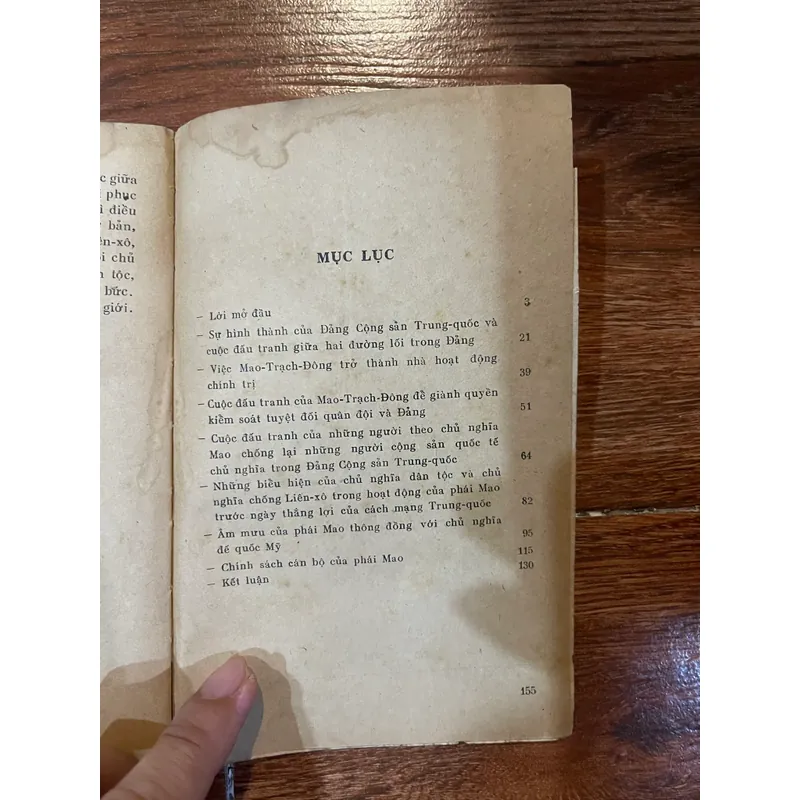 c giữa
phục
ì điều
bản,
ên-xô,
ọi chủ
tộc,
bức.
giới.
MỤC LỤC
— Lời mở đầu 3
— Sự hình thành của Đảng Cộng sản Trung-quốc và
cuộc đấu tranh giữa hai đường lối trong Đảng 21
— Việc Mao-Trạch-Đông trở thành nhà hoạt động
chính trị 39
— Cuộc đấu tranh của Mao-Trạch-Đông để giành quyền
kiểm soát tuyệt đối quân đội và Đảng 51
— Cuộc đấu tranh của những người theo chủ nghĩa
Mao chống lại những người cộng sản quốc tế
chủ nghĩa trong Đảng Cộng sản Trung-quốc 64
— Những biểu hiện của chủ nghĩa dân tộc và chủ
nghĩa chống Liên-xô trong hoạt động của phái Mao
trước ngày thắng lợi của cách mạng Trung-quốc 82
— Âm mưu của phái Mao thông đồng với chủ nghĩa
đế quốc Mỹ 95
— Chính sách cán bộ của phái Mao 115
— Kết luận 130
155